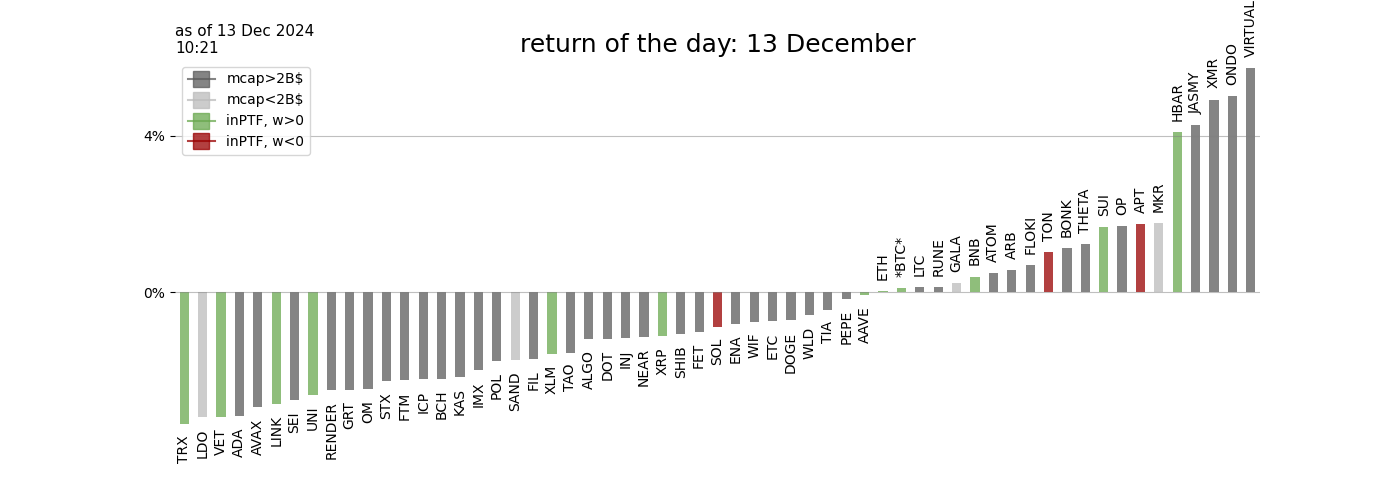 as of 13 Dec 2024
10:21
return of the day: 13 December
mcap>2B$
mcap<2B$
inPTF, w>0
inPTF, w<0
4%
0%
TRX
LDO
VET
ADA
AVAX
LINK
SEI
UNI
RENDER
GRT
OM
STX
FTM
ICP
BCH
KAS
IMX
POL
SAND
FIL
XLM
TAO
ALGO
DOT
INJ
NEAR
XRP
SHIB
FET
SOL
ENA
WIF
ETC
DOGE
WLD
TIA
PEPE
AAVE
ETH
*BTC*
LTC
RUNE
GALA
BNB
ATOM
ARB
FLOKI
TON
BONK
THETA
SUI
OP
APT
MKR
HBAR
JASMY
XMR
ONDO
VIRTUAL